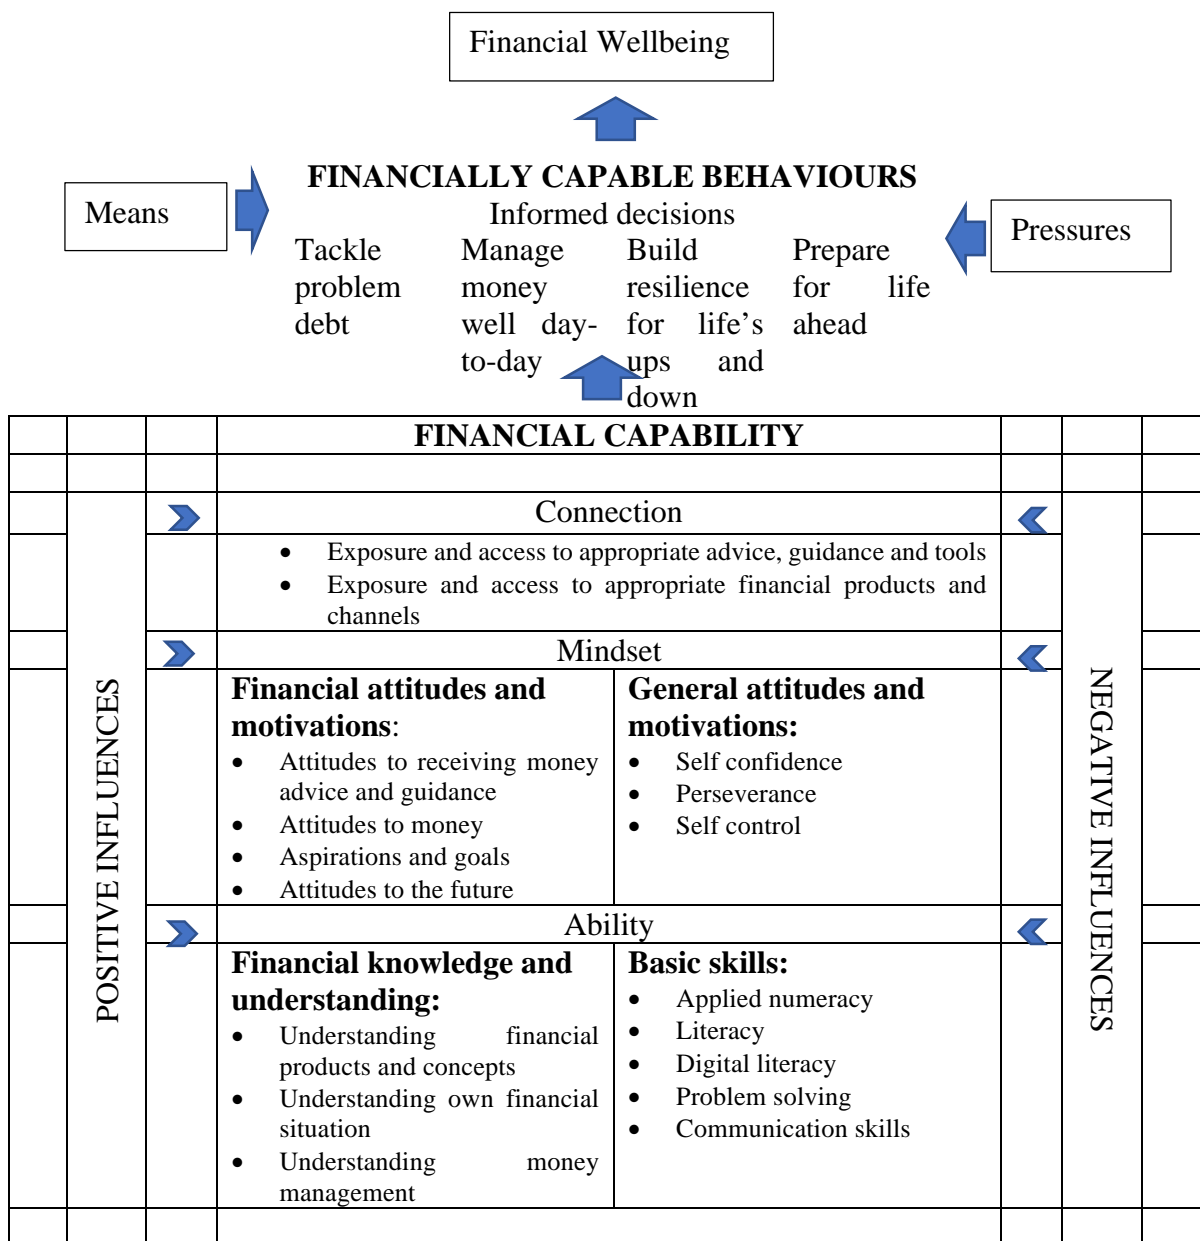 Financial Wellbeing
FINANCIALLY CAPABLE BEHAVIOURS
Means
Informed decisions
Pressures
Tackle
problem
debt
Manage
money
well day-
to-day
Build
resilience
for life's
ups and
down
Prepare
for life
ahead
FINANCIAL CAPABILITY
POSITIVE INFLUENCES
Connection
• Exposure and access to appropriate advice, guidance and tools
• Exposure and access to appropriate financial products and
channels
Mindset
Financial attitudes and
motivations:
• Attitudes to receiving money
advice and guidance
• Attitudes to money
• Aspirations and goals
• Attitudes to the future
General attitudes and
motivations:
• Self confidence
• Perseverance
• Self control
Ability
Financial knowledge and
understanding:
• Understanding financial
products and concepts
• Understanding own financial
situation
• Understanding money
management
Basic skills:
• Applied numeracy
• Literacy
• Digital literacy
• Problem solving
• Communication skills
NEGATIVE INFLUENCES